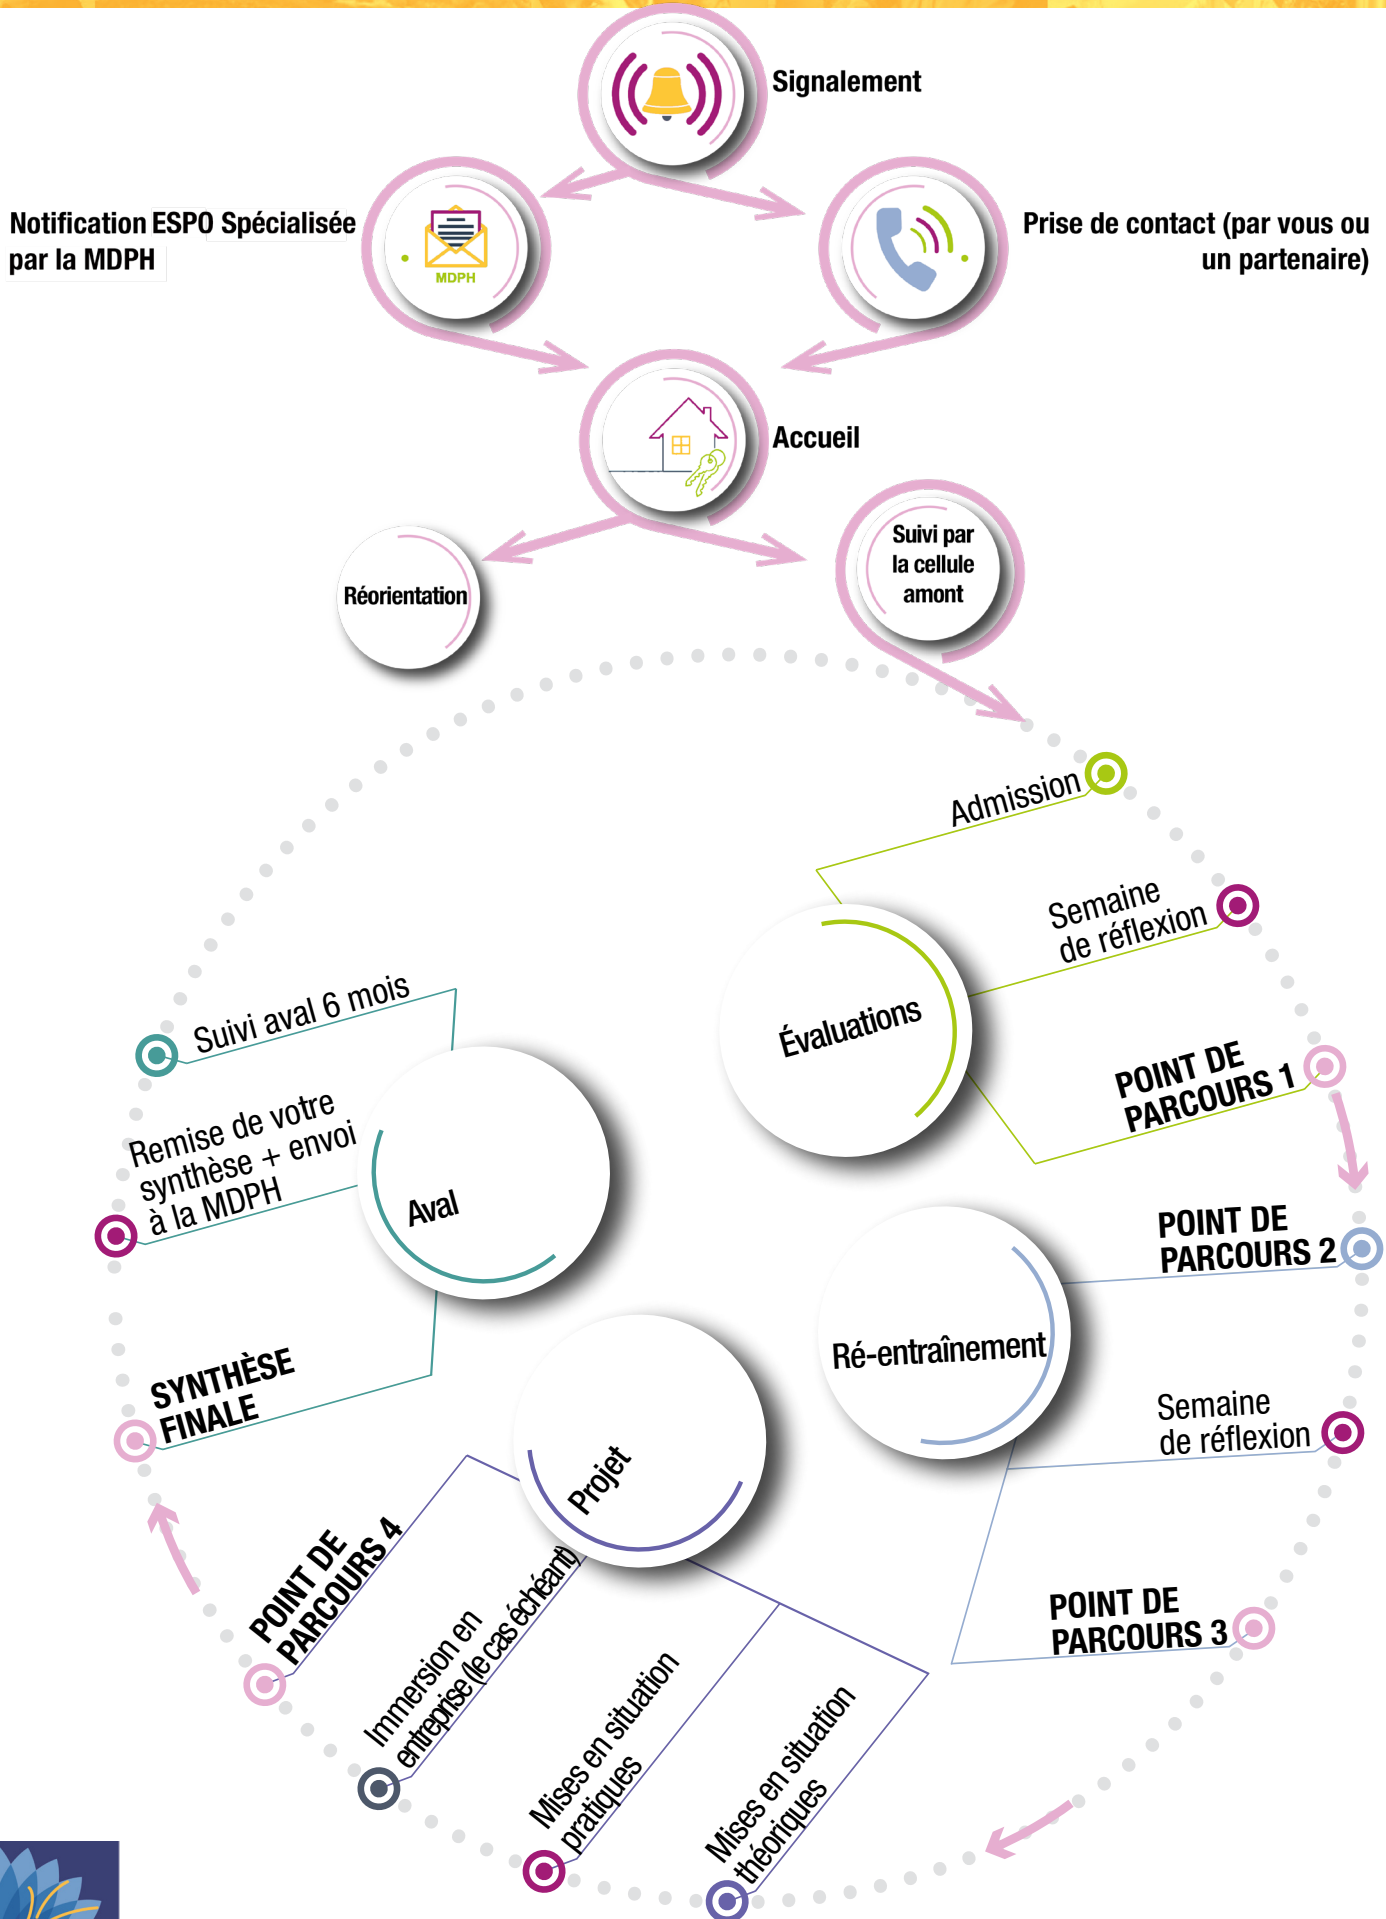 Signalement
Notification ESPO Spécialisée
par la MDPH
MDPH
Prise de contact (par vous ou
un partenaire)
Accueil
Réorientation
Suivi par
la cellule
amont
Admission
Semaine
de réflexion
Évaluations
POINT DE
PARCOURS 1
POINT DE
PARCOURS 2
Ré-entraînement
Semaine
de réflexion
POINT DE
PARCOURS 3
Projet
Mises en situation
théoriques
Mises en situation
pratiques
Immersion en
entreprise (le cas échéant)
POINT DE
PARCOURS 4
SYNTHÈSE
FINALE
Aval
Remise de votre
synthèse + envoi
à la MDPH
Suivi aval 6 mois